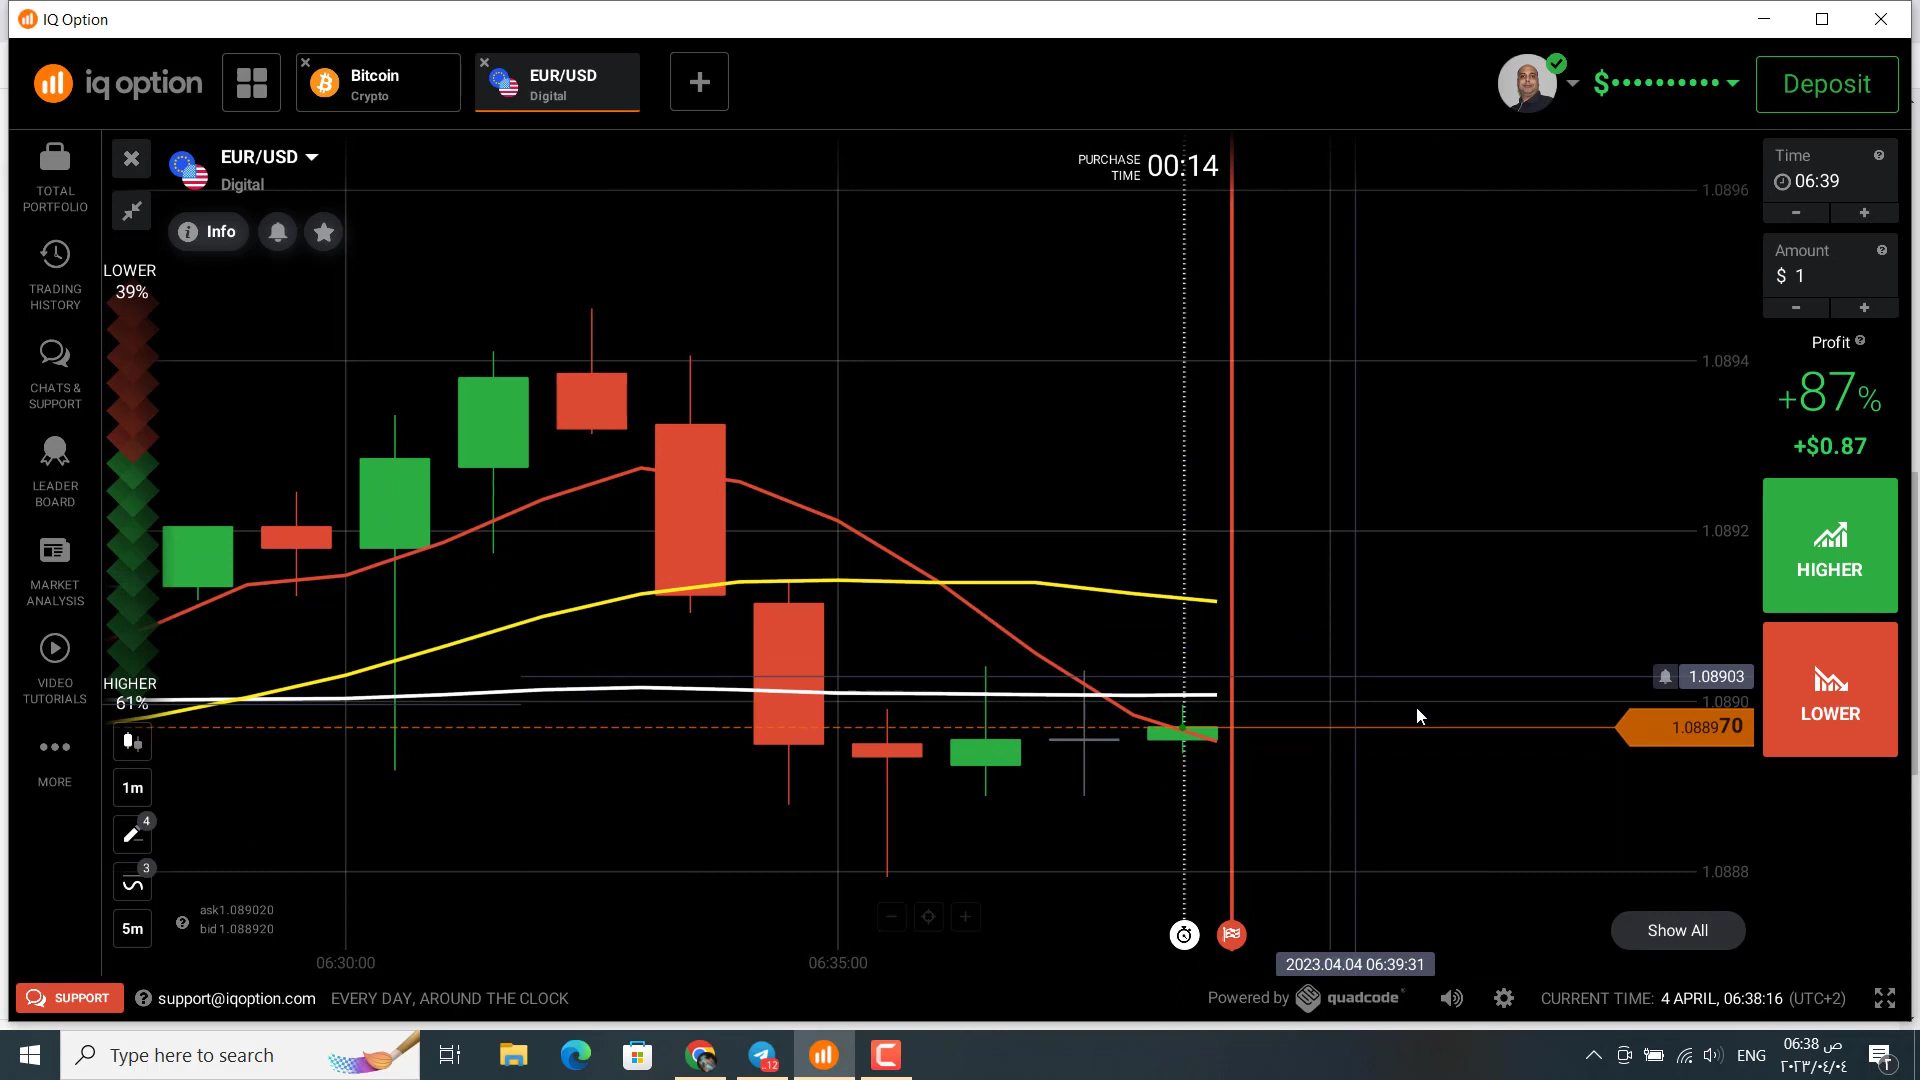 IQ Option
iq option
Bitcoin
Crypto
EUR/USD
Digital
Deposit
TOTAL
PORTFOLIO
TRADING
HISTORY
CHATS &
SUPPORT
LEADER
BOARD
MARKET
ANALYSIS
VIDEO
TUTORIALS
MORE
EUR/USD
Digital
Info
LOWER
39%
HIGHER
61%
1m
4
3
5m
ask1.089020
bid1.088920
PURCHASE
TIME
00:14
1.0896
1.0894
1.0892
1.08903
1.0890
1.088970
1.0888
Show All
06:30:00
06:35:00
2023.04.04 06:39:31
Time
06:39
Amount
$ 1
Profit
+87%
+$0.87
HIGHER
LOWER
SUPPORT
support@iqoption.com
EVERY DAY, AROUND THE CLOCK
Powered by quadcode
CURRENT TIME: 4 APRIL, 06:38:16 (UTC+2)
Type here to search
12
ENG
06:38 ص
٢٠٢٣/٠٤/٠٤
٢